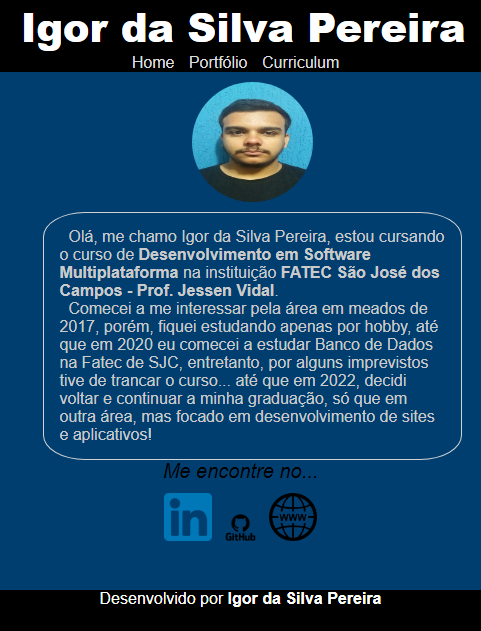 Igor da Silva Pereira
Home Portfólio Curriculum
Olá, me chamo Igor da Silva Pereira, estou cursando
o curso de Desenvolvimento em Software
Multiplataforma na instituição FATEC São José dos
Campos - Prof. Jessen Vidal.
Comecei a me interessar pela área em meados de
2017, porém, fiquei estudando apenas por hobby, até
que em 2020 eu comecei a estudar Banco de Dados
na Fatec de SJC, entretanto, por alguns imprevistos
tive de trancar o curso... até que em 2022, decidi
voltar e continuar a minha graduação, só que em
outra área, mas focado em desenvolvimento de sites
e aplicativos!
Me encontre no...
in
GitHub
WWW
Desenvolvido por Igor da Silva Pereira